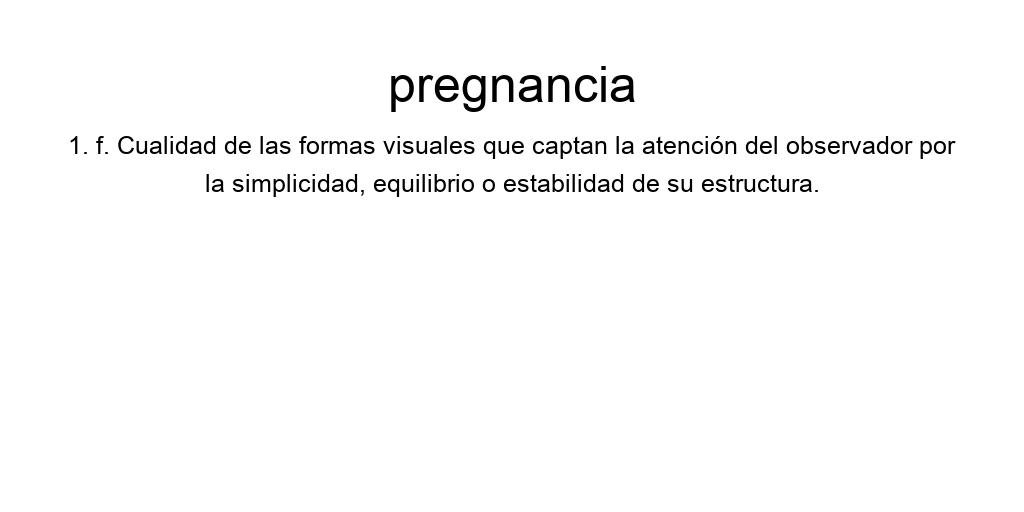 pregnancia
1. f. Cualidad de las formas visuales que captan la atención del observador por
la simplicidad, equilibrio o estabilidad de su estructura.